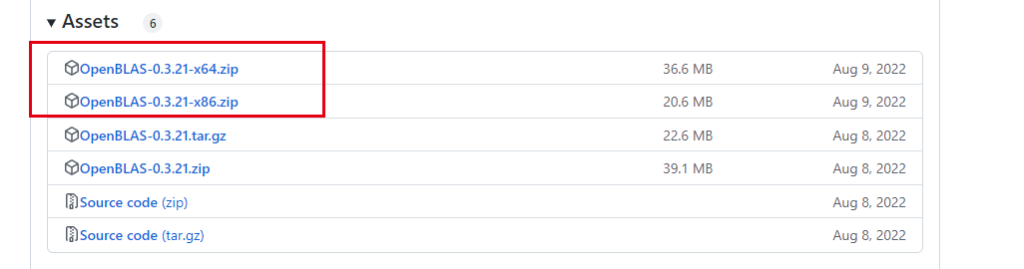 Assets 6
OpenBLAS-0.3.21-x64.zip 36.6 MB Aug 9, 2022
OpenBLAS-0.3.21-x86.zip 20.6 MB Aug 9, 2022
OpenBLAS-0.3.21.tar.gz 22.6 MB Aug 8, 2022
OpenBLAS-0.3.21.zip 39.1 MB Aug 8, 2022
Source code (zip) Aug 8, 2022
Source code (tar.gz) Aug 8, 2022